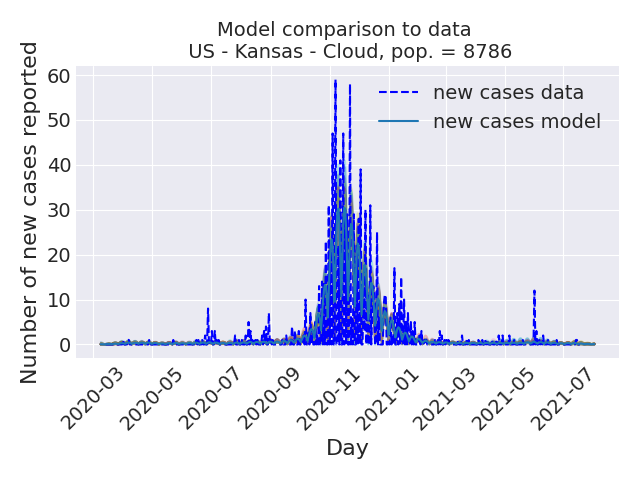 Model comparison to data
US - Kansas - Cloud, pop. = 8786
Number of new cases reported
60
50
40
30
20
10
0
new cases data
new cases model
2020-03
2020-05
2020-07
2020-09
2020-11
2021-01
2021-03
2021-05
2021-07
Day